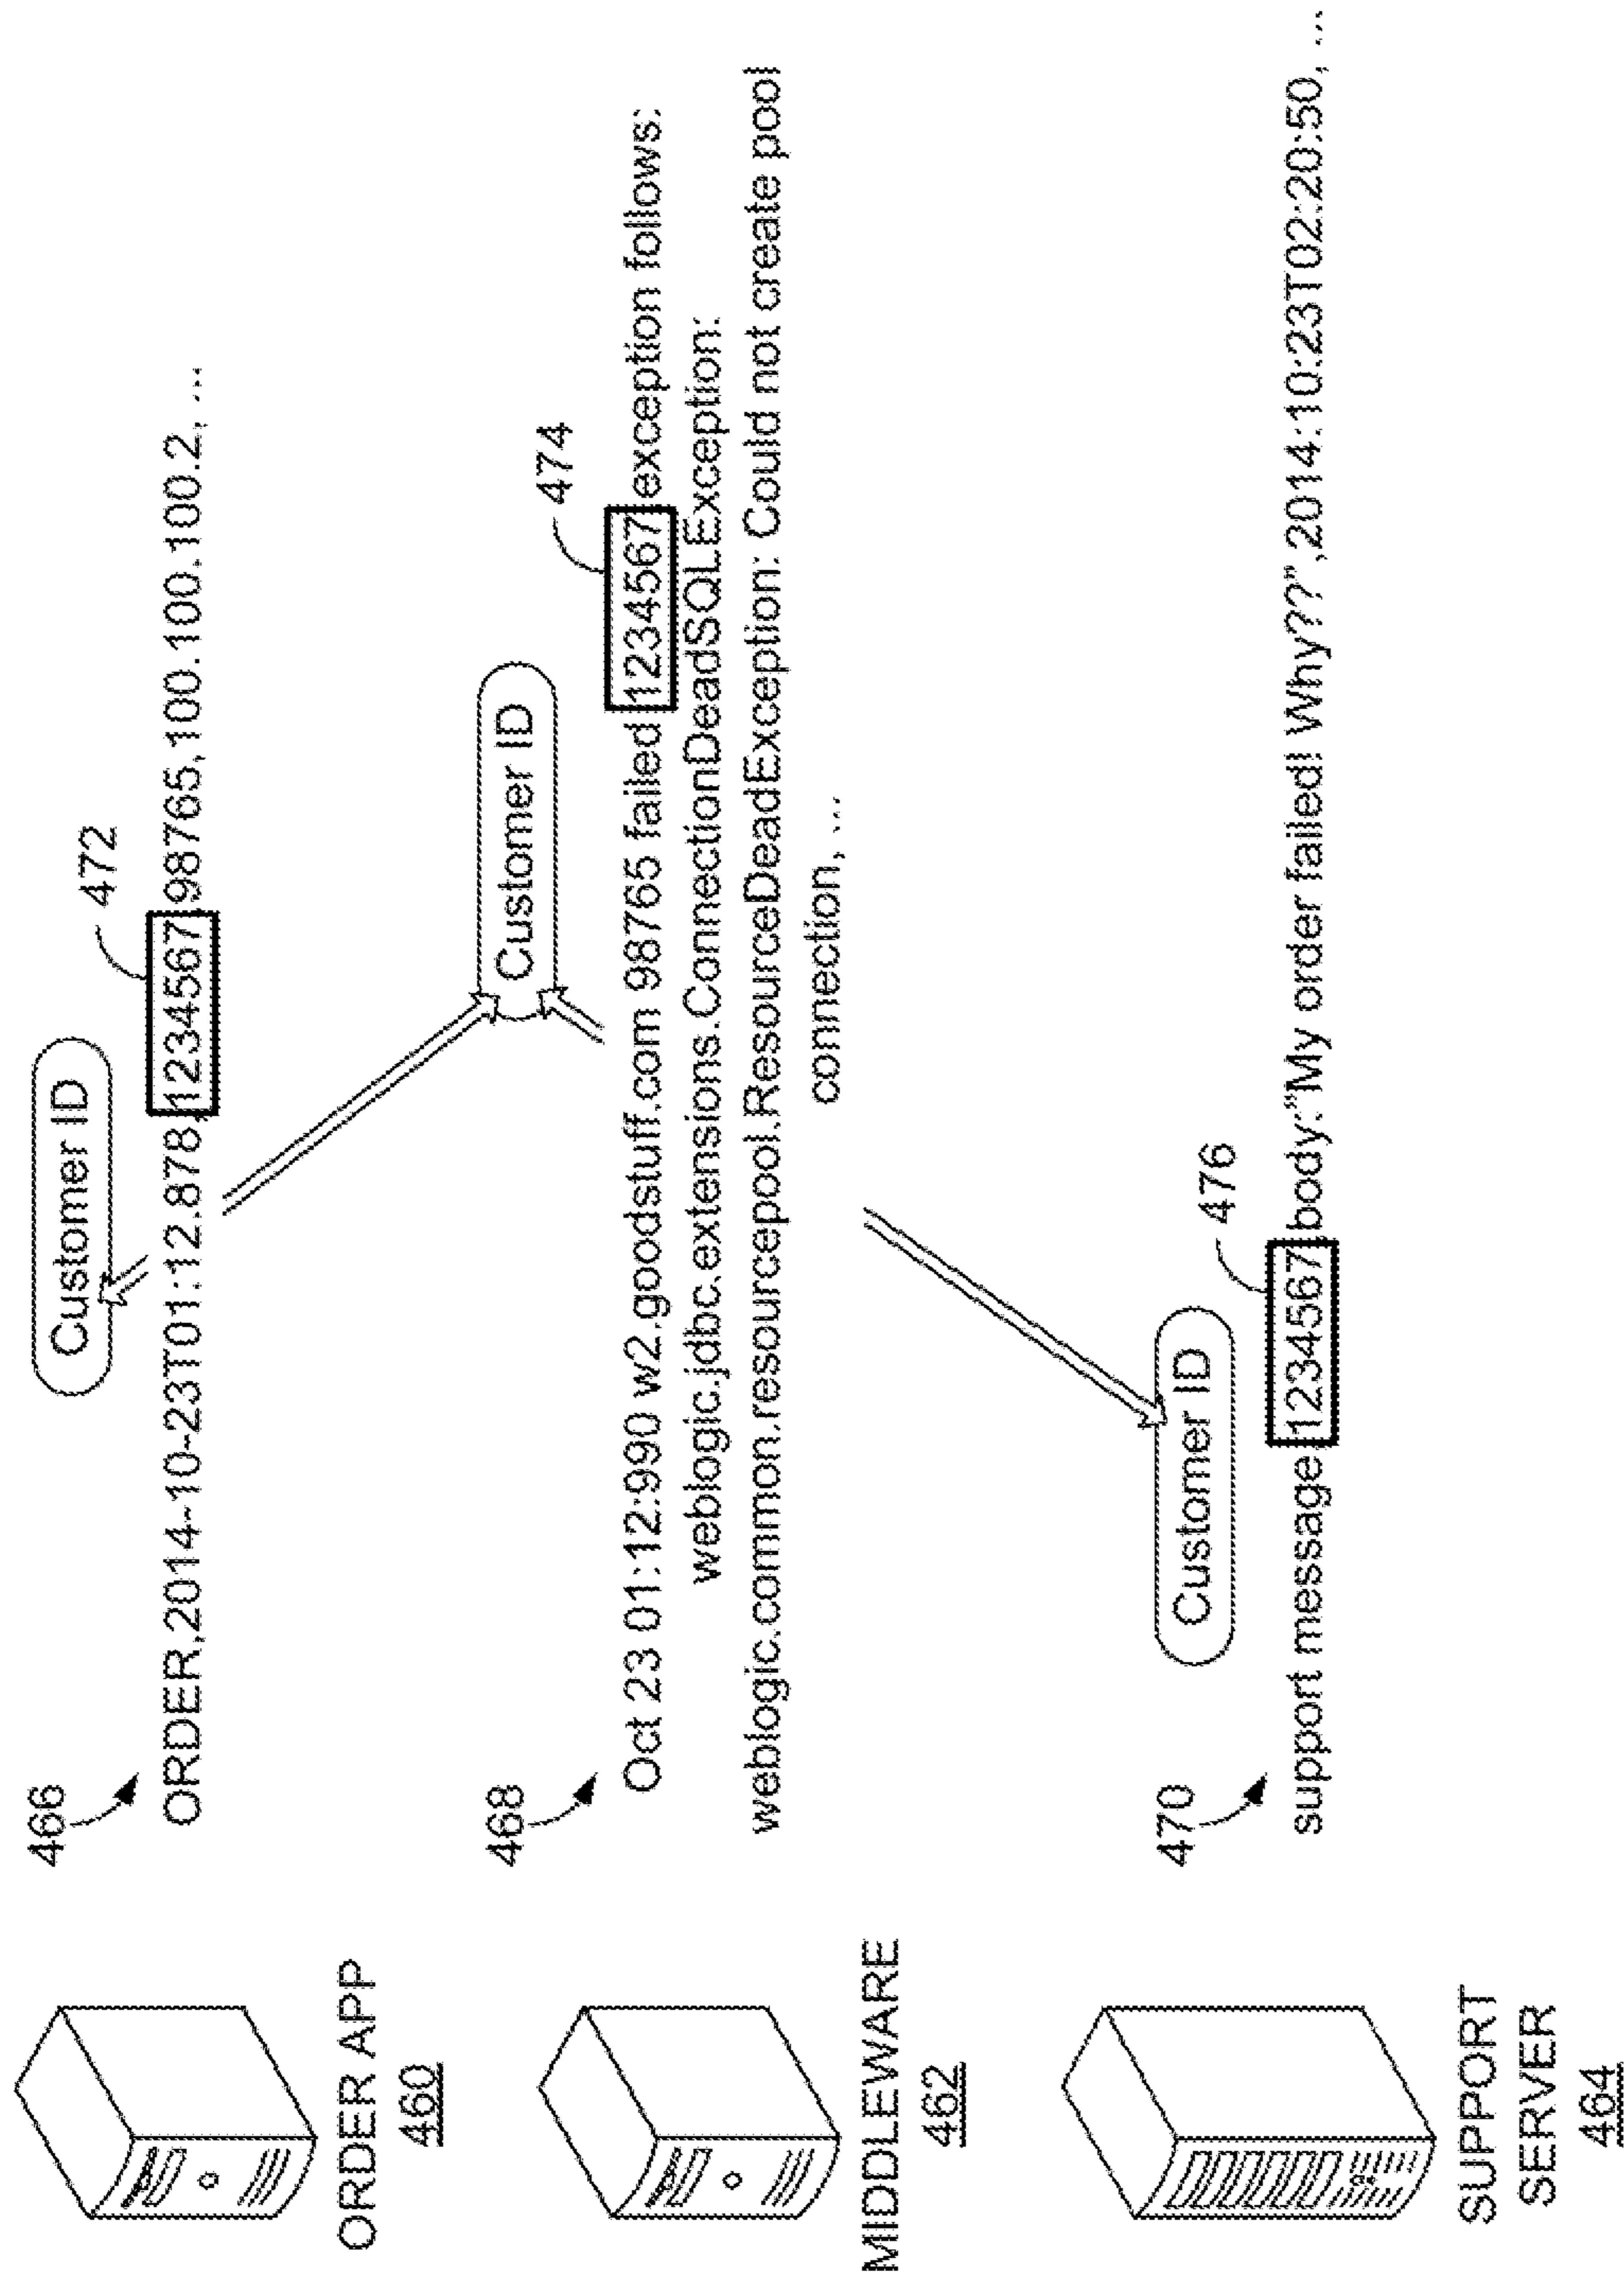 466
Customer ID
472
ORDER,2014-10-23T01:12.878,1234567,98765,100.100.100.2, ...
ORDER APP
460
468
Customer ID
474
Oct 23 01:12:990 w2.goodstuff.com 98765 failed 1234567 exception follows:
weblogic.jdbc.extensions.ConnectionDeadSQLException:
weblogic.common.resourcepool.ResourceDeadException: Could not create pool
connection, ...
MIDDLEWARE
462
470
Customer ID
476
support message 1234567 body:"My order failed! Why??",2014:10:23T02:20:50, ...
SUPPORT
SERVER
464